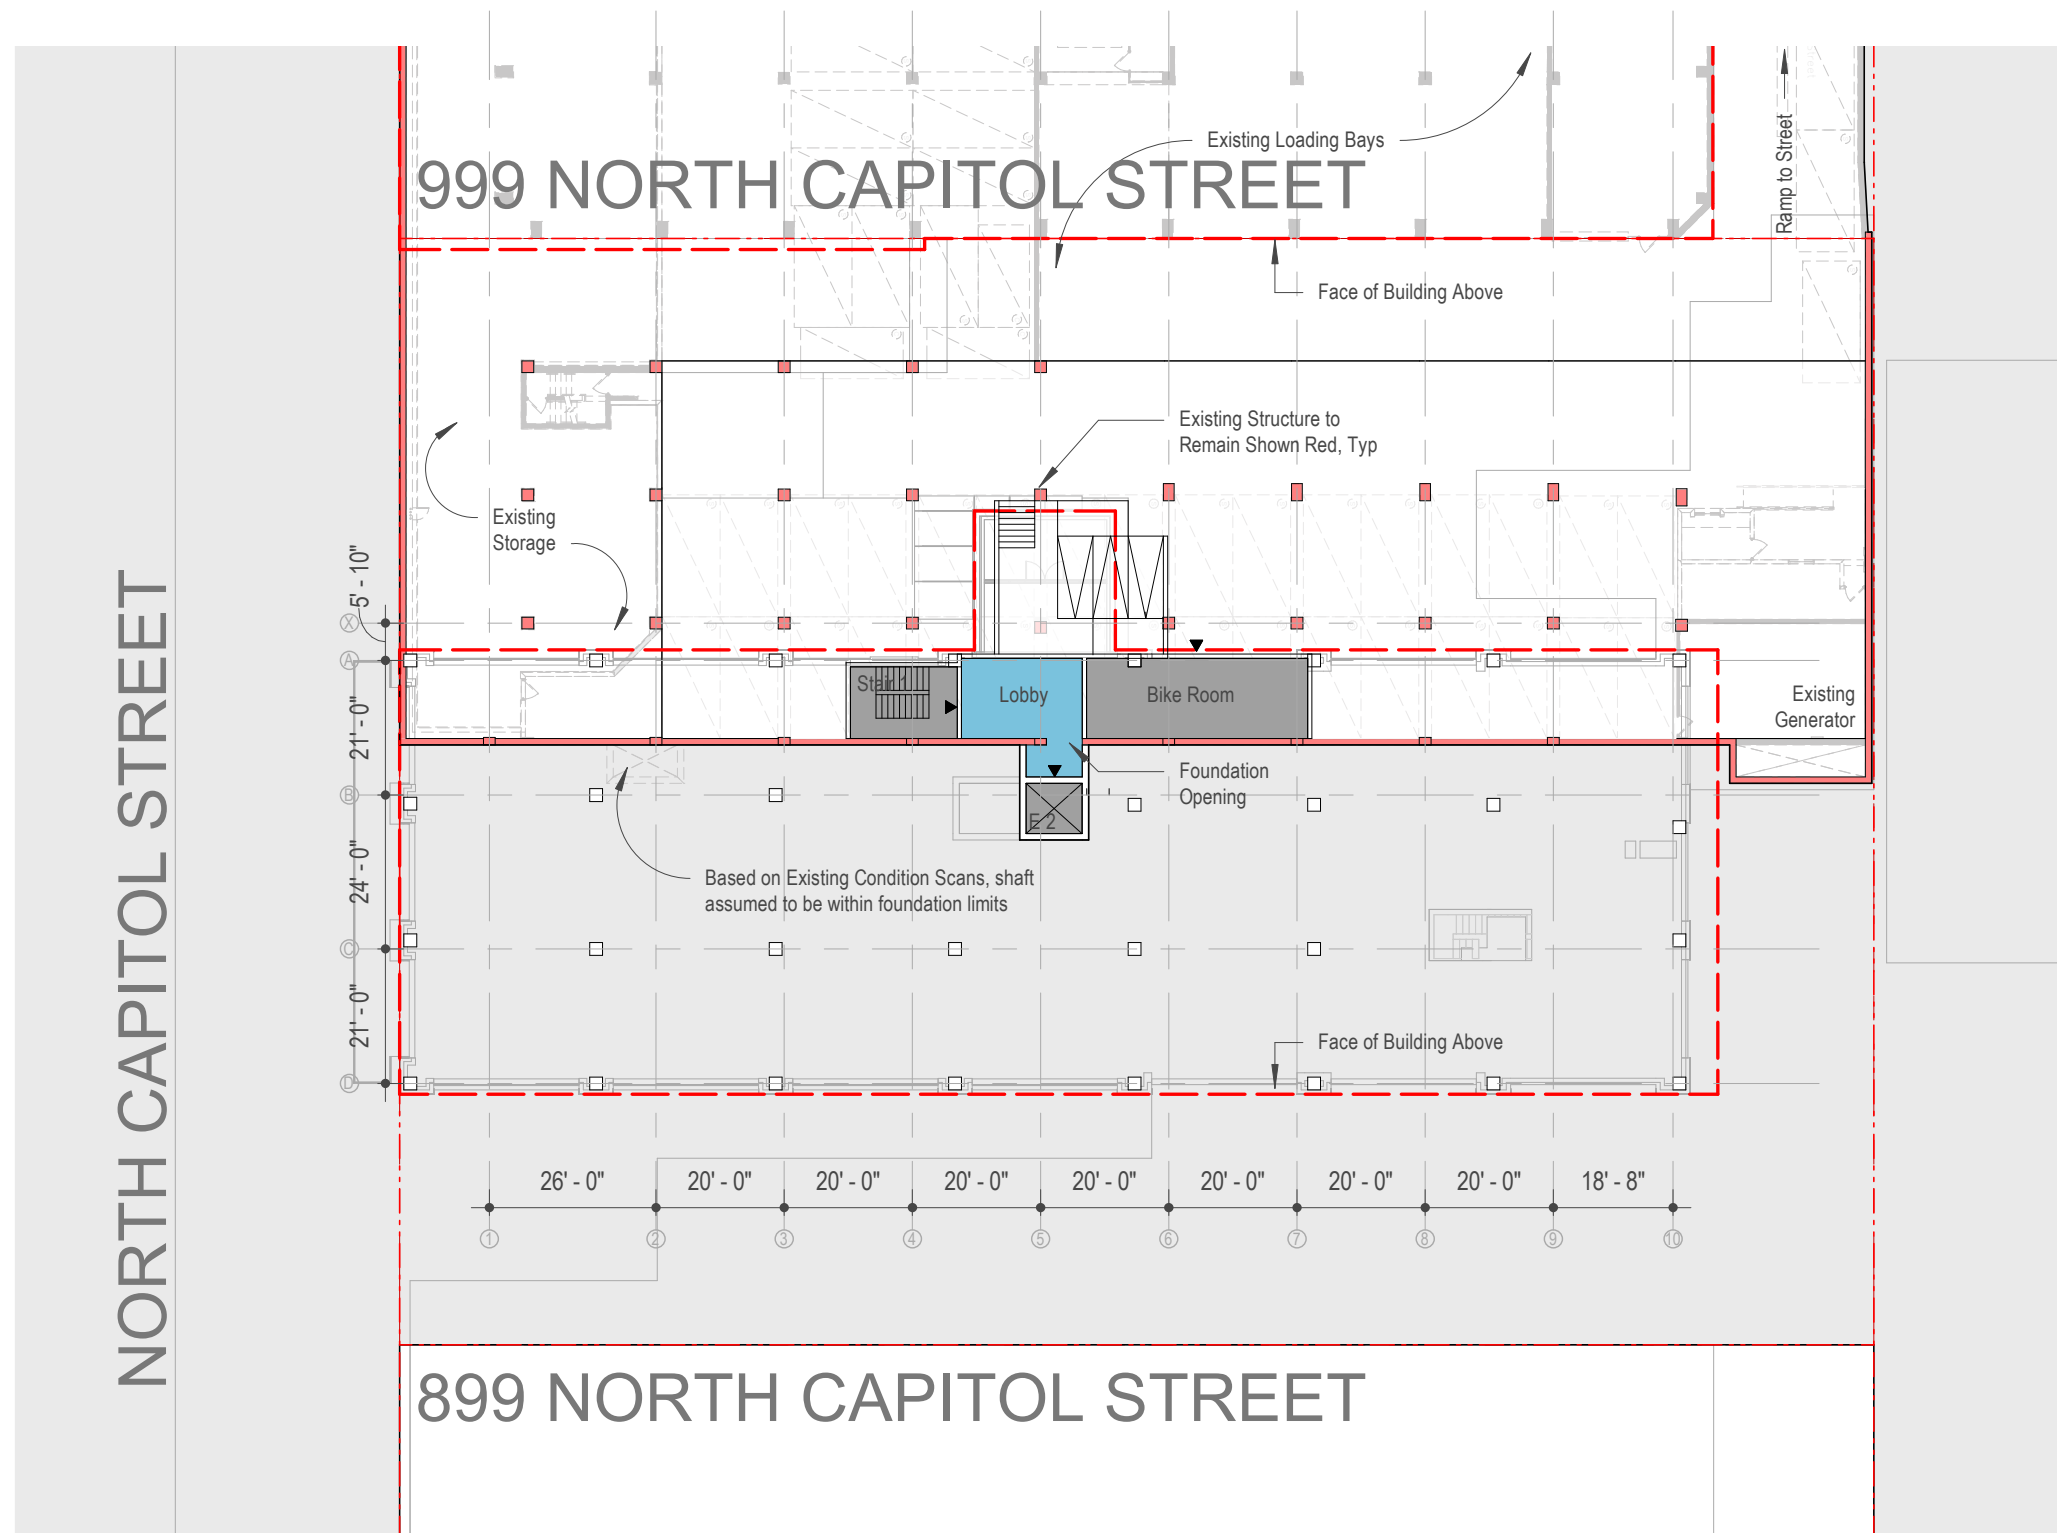 Existing Loading Bays
Ramp to Street
999 NORTH CAPITOL STREET
Face of Building Above
Existing Structure to
Remain Shown Red, Typ
Existing
Storage
5' - 10"
X
A
Stair 1
Lobby
Bike Room
Existing
Generator
21' - 0"
Foundation
Opening
B
E 2
24' - 0"
Based on Existing Condition Scans, shaft
assumed to be within foundation limits
C
21' - 0"
Face of Building Above
D
NORTH CAPITOL STREET
26' - 0" 20' - 0" 20' - 0" 20' - 0" 20' - 0" 20' - 0" 20' - 0" 20' - 0" 18' - 8"
1 2 3 4 5 6 7 8 9 10
899 NORTH CAPITOL STREET